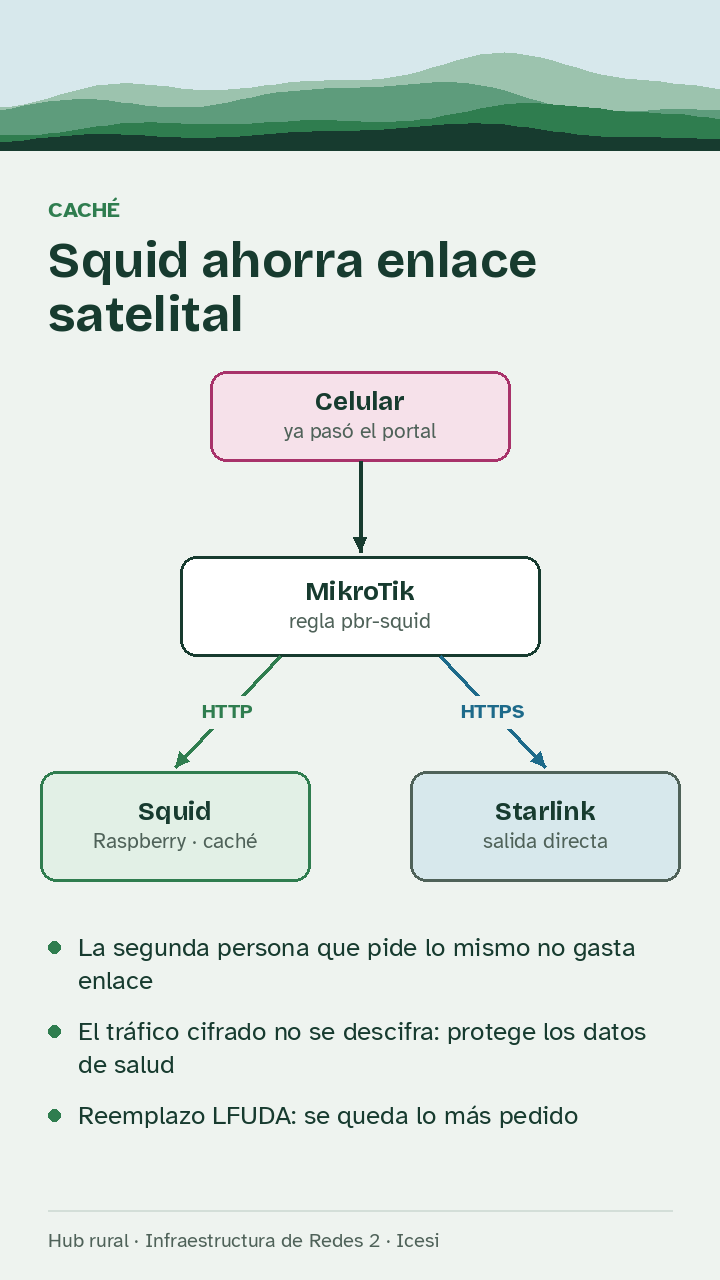 CACHÉ
Squid ahorra enlace
satelital
Celular
ya pasó el portal
MikroTik
regla pbr-squid
HTTP
HTTPS
Squid
Raspberry · caché
Starlink
salida directa
La segunda persona que pide lo mismo no gasta
enlace
El tráfico cifrado no se descifra: protege los datos
de salud
Reemplazo LFUDA: se queda lo más pedido
Hub rural · Infraestructura de Redes 2 · Icesi